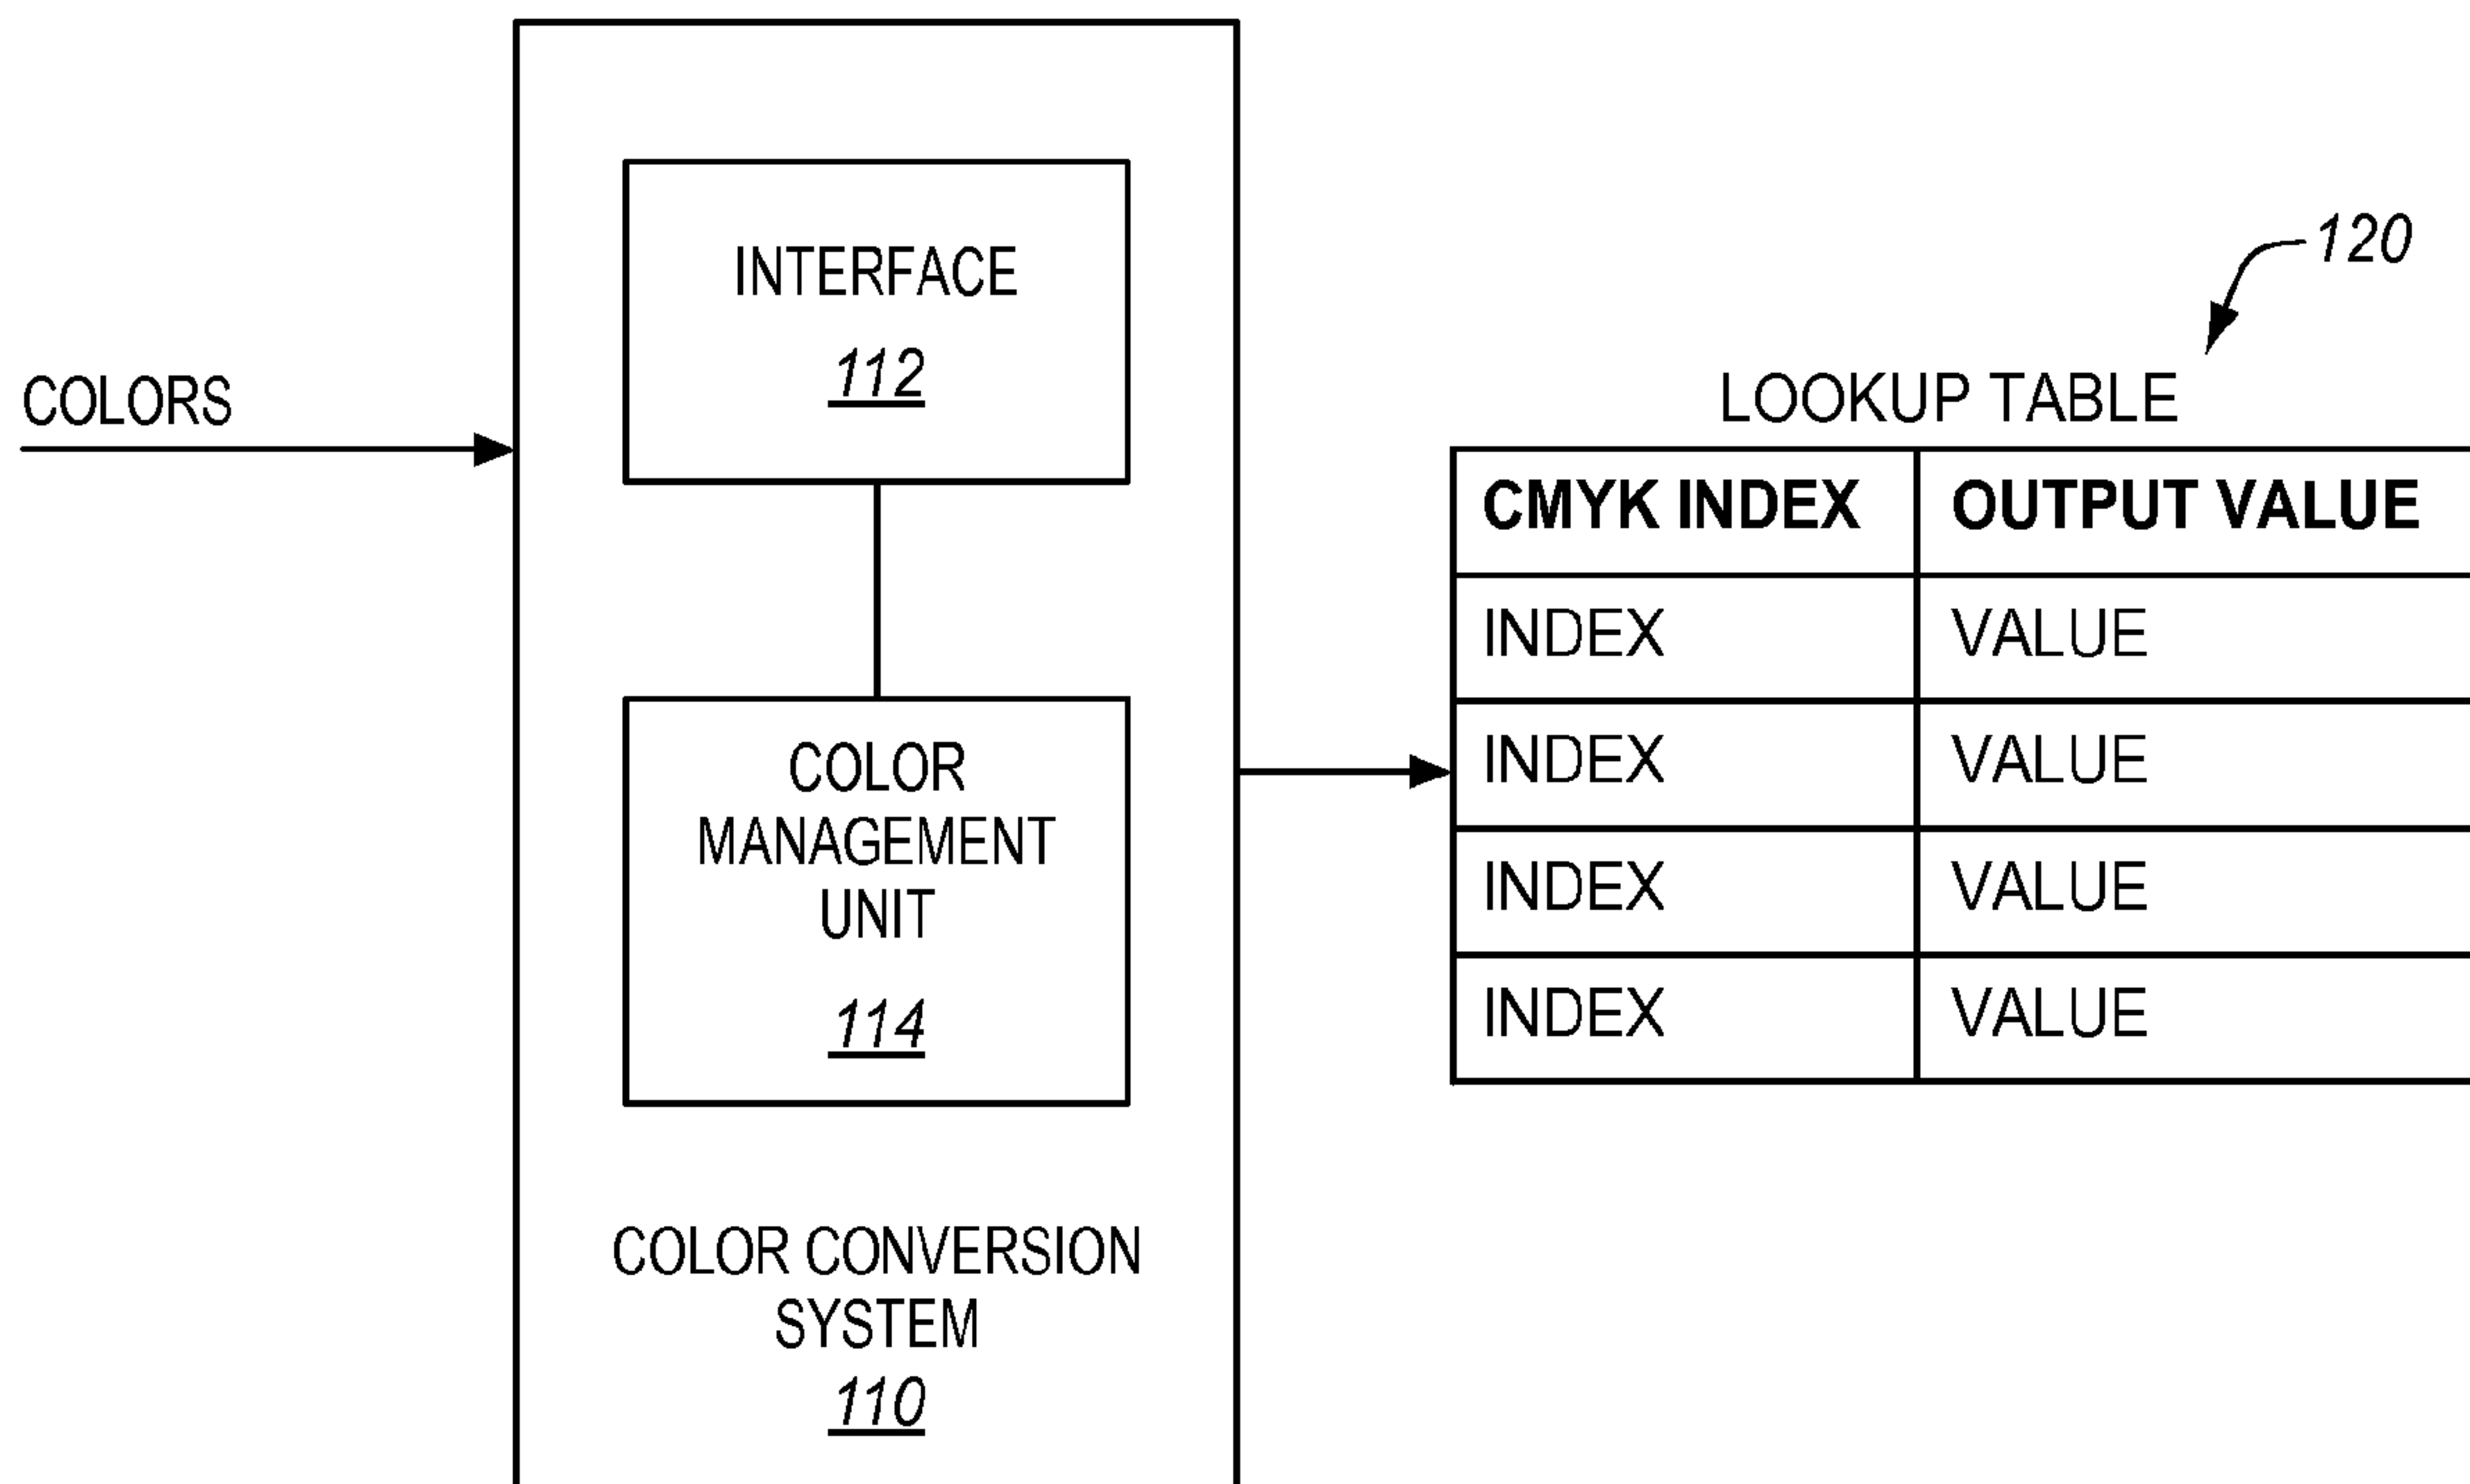 COLORS
INTERFACE
112
COLOR
MANAGEMENT
UNIT
114
COLOR CONVERSION
SYSTEM
110
120
LOOKUP TABLE
CMYK INDEX OUTPUT VALUE
INDEX VALUE
INDEX VALUE
INDEX VALUE
INDEX VALUE